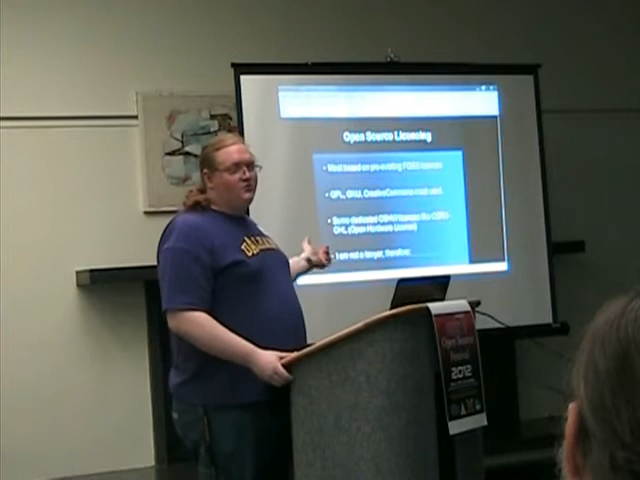 Open Source Licensing
Most based on pre-existing FOSS licenses
GPL, GNU, CreativeCommons most used
Some dedicated OSHW licenses like CERN
OHL (Open Hardware License)
I am not a lawyer, therefore:
Open Source
Festival
2012